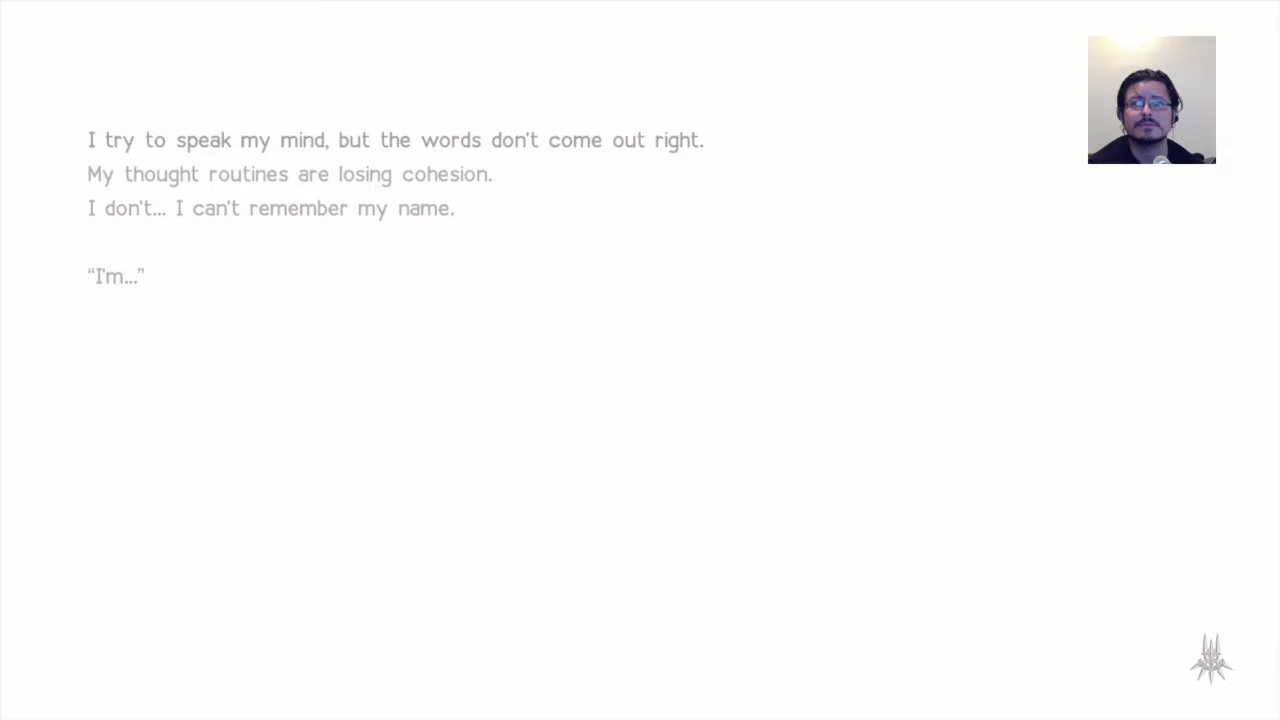 I try to speak my mind, but the words don't come out right.
My thought routines are losing cohesion.
I don't... I can't remember my name.
“I'm...”